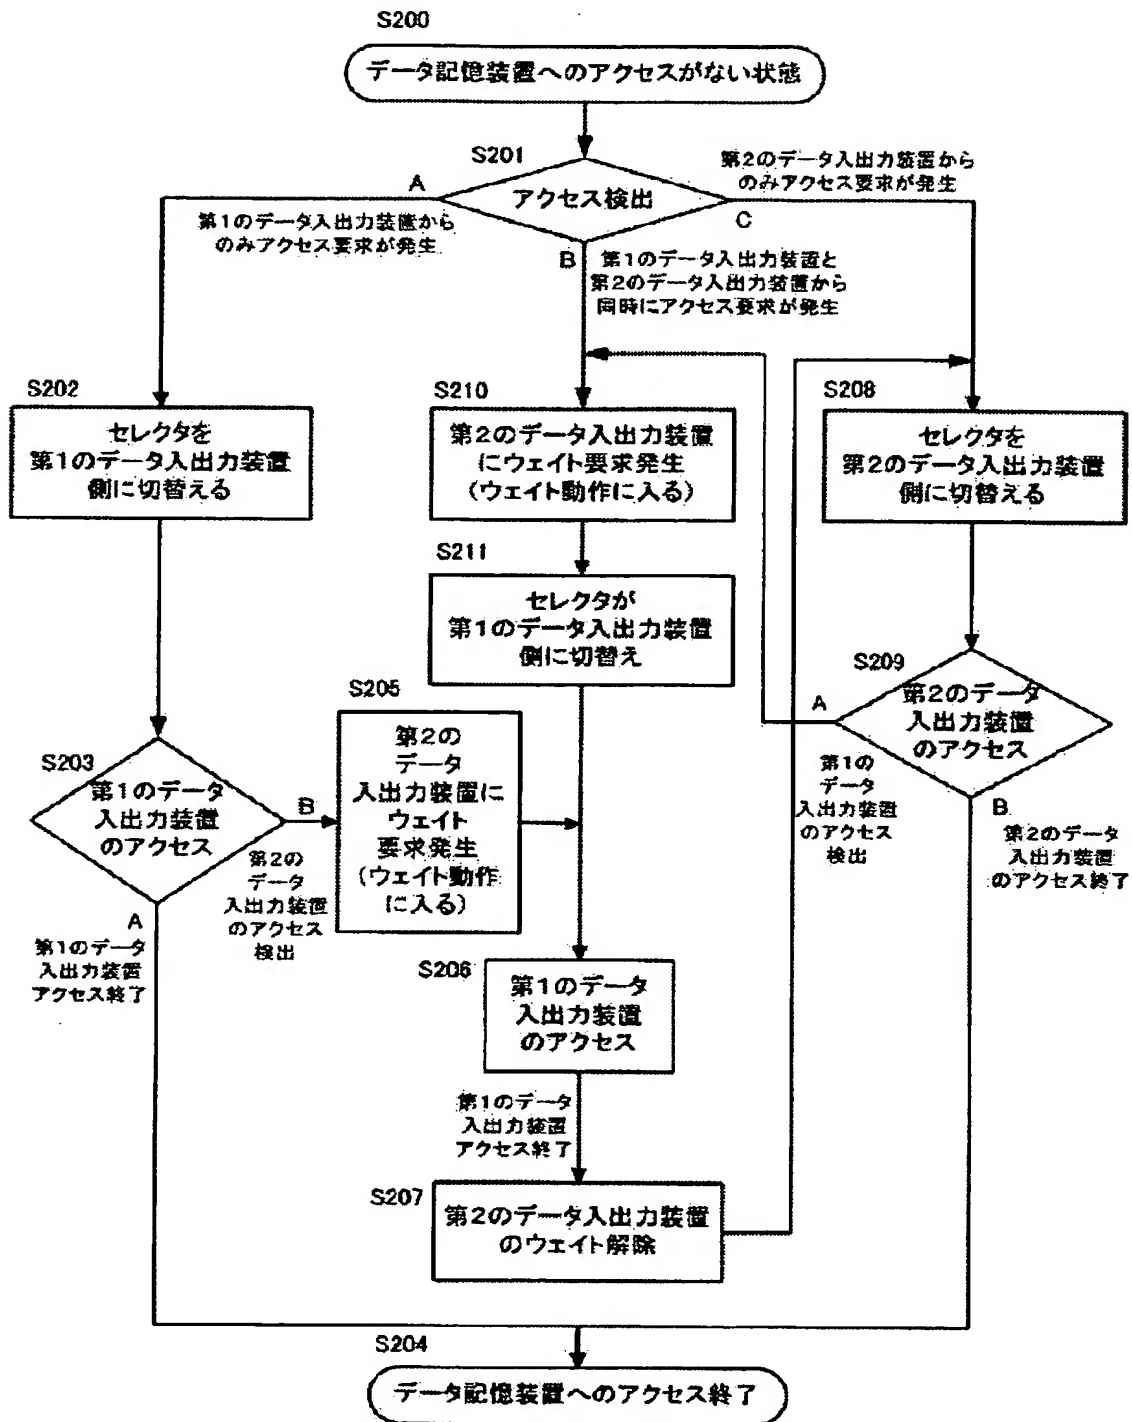 S200
データ記憶装置へのアクセスがない状態
S201
アクセス検出
A
第1のデータ入出力装置から
のみアクセス要求が発生
第2のデータ入出力装置から
のみアクセス要求が発生
C
B
第1のデータ入出力装置と
第2のデータ入出力装置から
同時にアクセス要求が発生
S202
セレクタを
第1のデータ入出力装置
側に切替える
S210
第2のデータ入出力装置
にウェイト要求発生
(ウェイト動作に入る)
S208
セレクタを
第2のデータ入出力装置
側に切替える
S211
セレクタが
第1のデータ入出力装置
側に切替え
S209
第2のデータ
入出力装置
のアクセス
A
第1の
データ
入出力装置
のアクセス
検出
B
第2のデータ
入出力装置
のアクセス終了
S203
第1のデータ
入出力装置
のアクセス
B
第2の
データ
入出力装置
のアクセス
検出
A
第1のデータ
入出力装置
アクセス終了
S205
第2の
データ
入出力装置に
ウェイト
要求発生
(ウェイト動作
に入る)
S206
第1のデータ
入出力装置
のアクセス
第1のデータ
入出力装置
アクセス終了
S207
第2のデータ入出力装置
のウェイト解除
S204
データ記憶装置へのアクセス終了